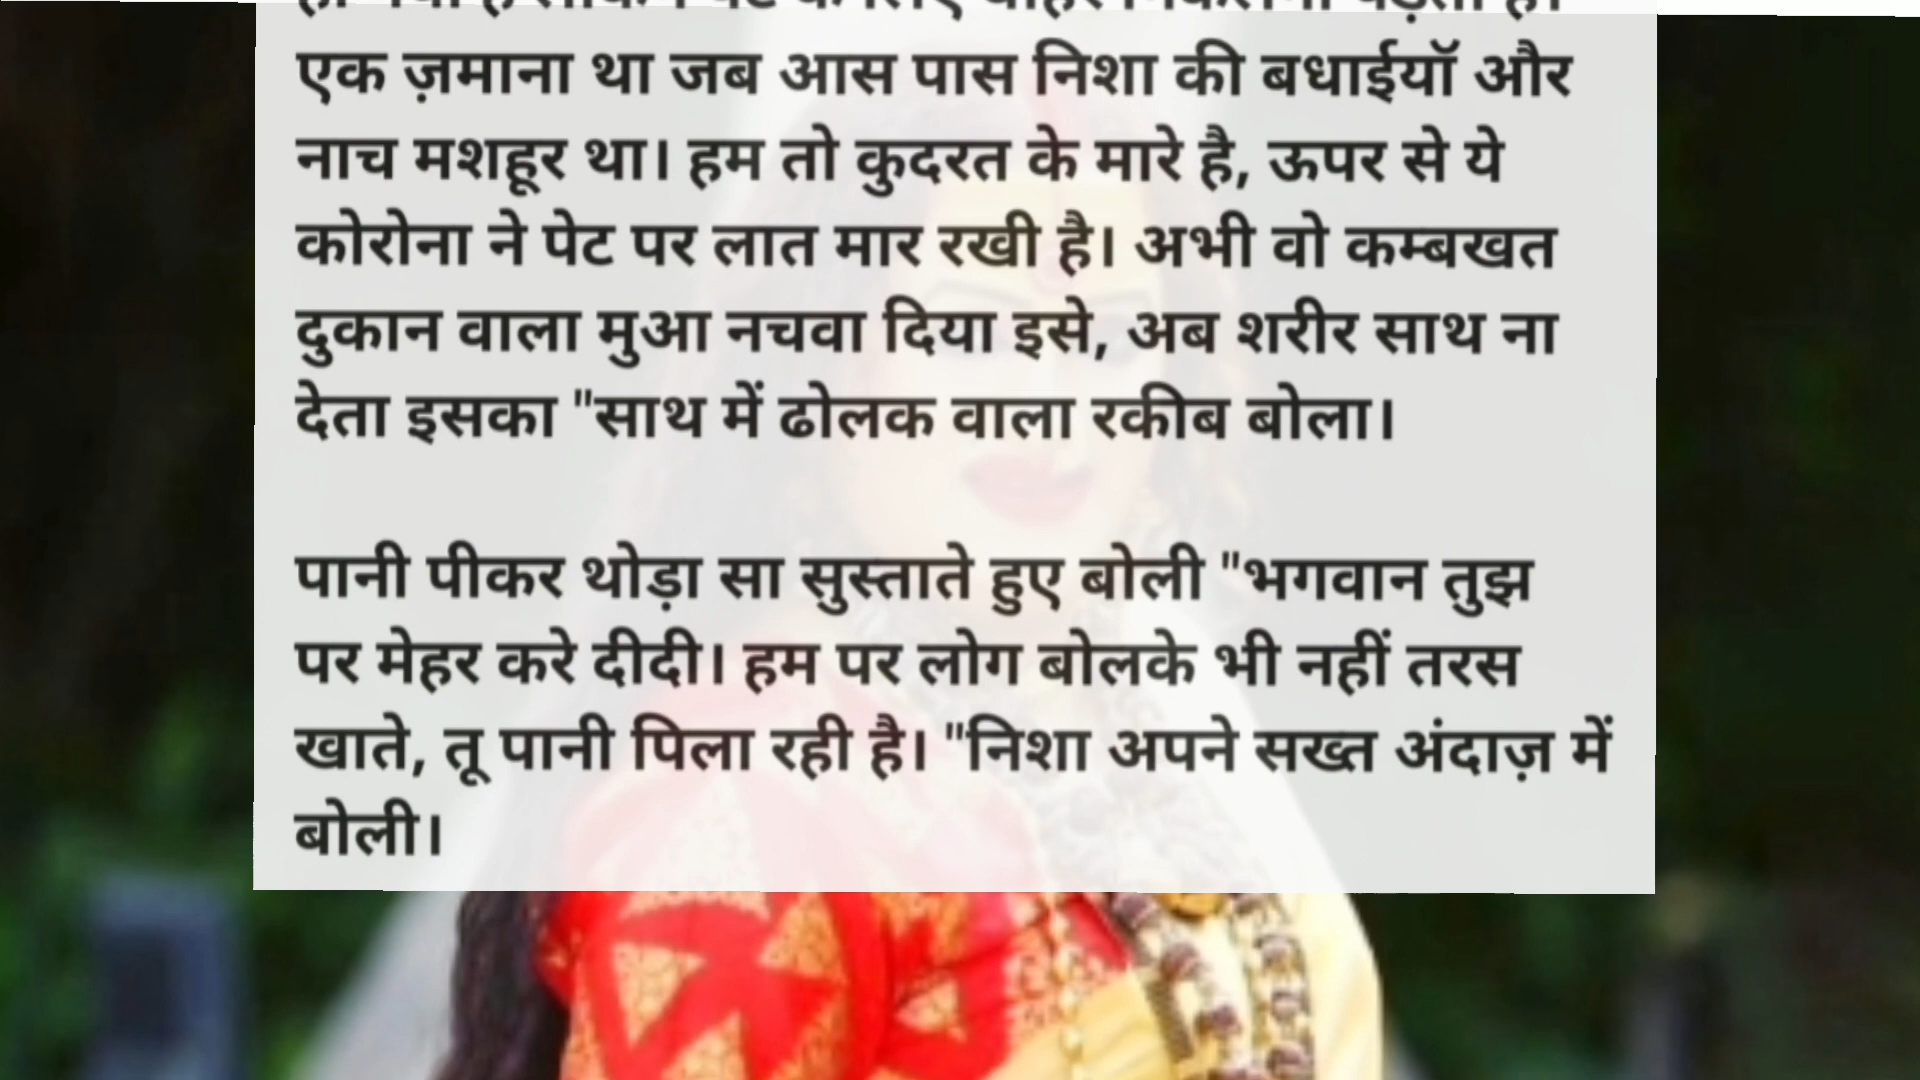 एक ज़माना था जब आस पास निशा की बधाईयॉ और
नाच मशहूर था। हम तो कुदरत के मारे है, ऊपर से ये
कोरोना ने पेट पर लात मार रखी है। अभी वो कम्बखत
दुकान वाला मुआ नचवा दिया इसे, अब शरीर साथ ना
देता इसका "साथ में ढोलक वाला रकीब बोला।
पानी पीकर थोड़ा सा सुस्ताते हुए बोली "भगवान तुझ
पर मेहर करे दीदी। हम पर लोग बोलके भी नहीं तरस
खाते, तू पानी पिला रही है। "निशा अपने सख्त अंदाज़ में
बोली।